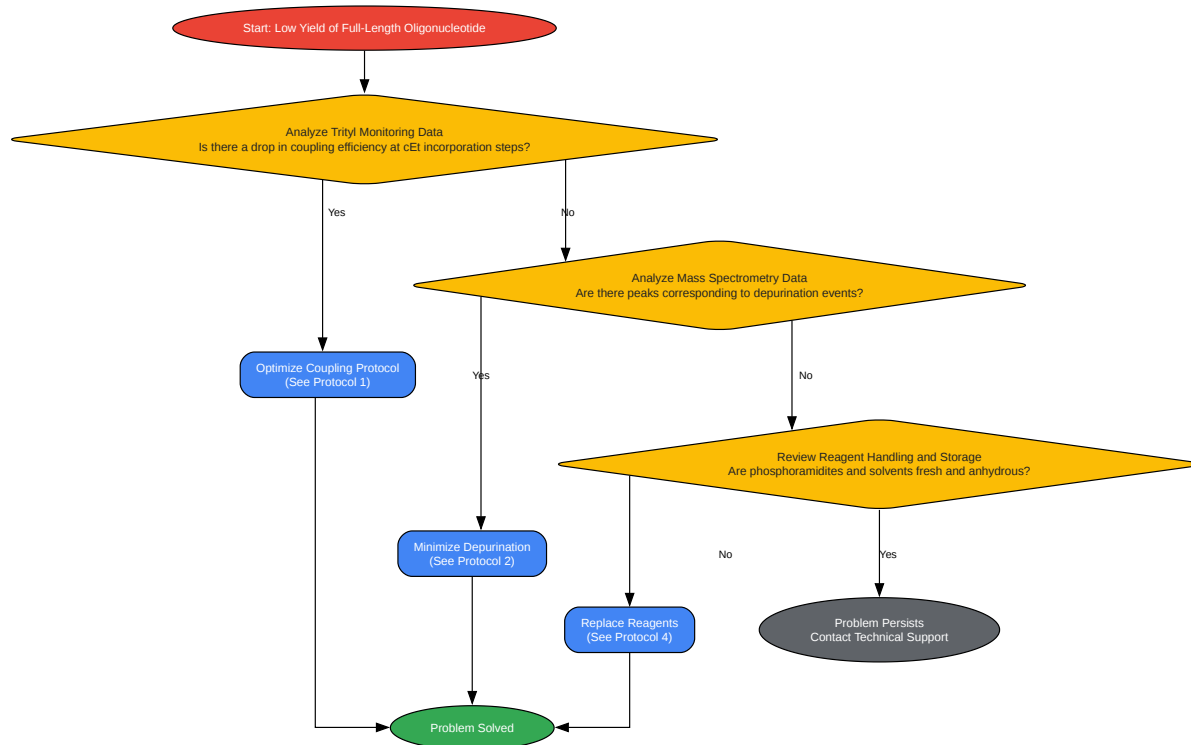 Start: Low Yield of Full-Length Oligonucleotide
Analyze Trityl Monitoring Data
Is there a drop in coupling efficiency at cEt incorporation steps?
Yes
No
Analyze Mass Spectrometry Data
Are there peaks corresponding to depurination events?
Optimize Coupling Protocol
(See Protocol 1)
Yes
No
Review Reagent Handling and Storage
Are phosphoramidites and solvents fresh and anhydrous?
Minimize Depurination
(See Protocol 2)
No
Yes
Replace Reagents
(See Protocol 4)
Problem Persists
Contact Technical Support
Problem Solved